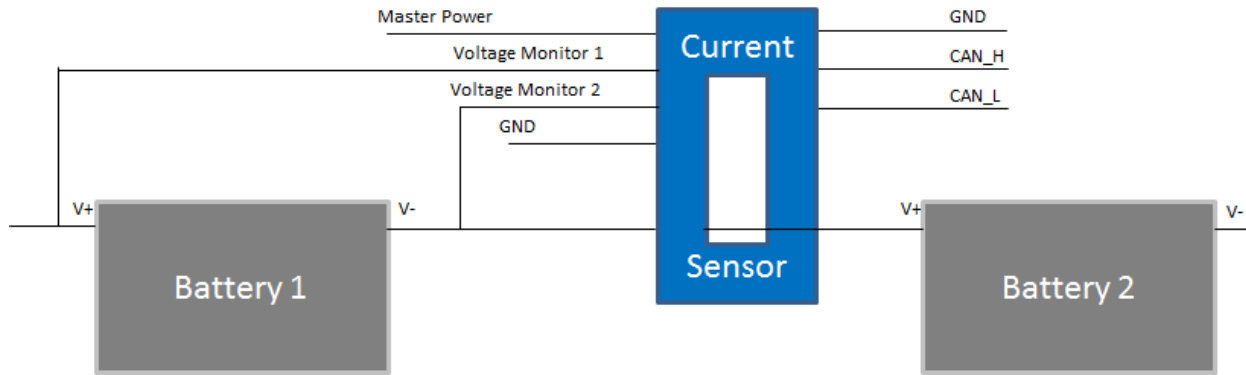 Master Power
Voltage Monitor 1
Voltage Monitor 2
GND
Current
Sensor
GND
CAN_H
CAN_L
V+
Battery 1
V-
V+
Battery 2
V-